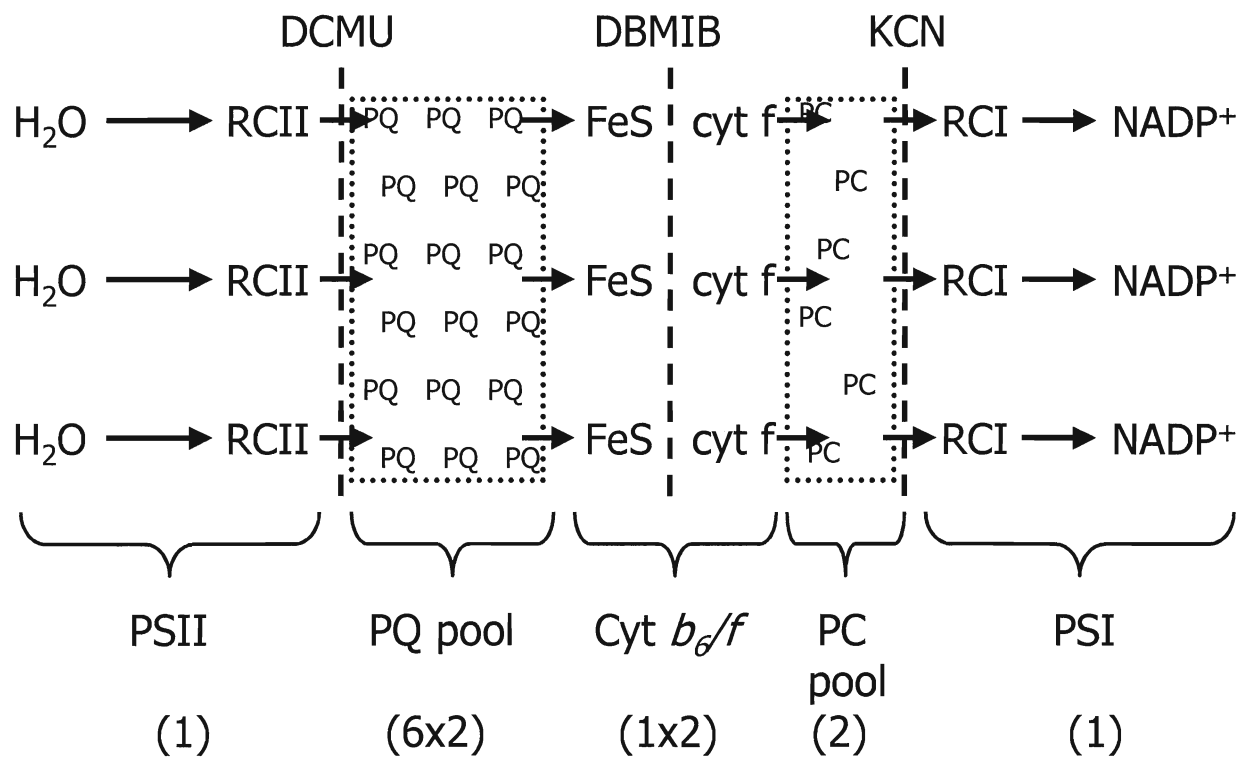 DCMU DBMIB KCN
H₂O RCII PQ PQ PQ FeS cyt f PC RCI NADP⁺
PQ PQ PQ PC
H₂O RCII PQ PQ PQ FeS cyt f PC RCI NADP⁺
PQ PQ PQ PC
PQ PQ PQ PC
H₂O RCII PQ PQ PQ FeS cyt f PC RCI NADP⁺
PSII PQ pool Cyt b₆/f PC pool PSI
(1) (6x2) (1x2) (2) (1)